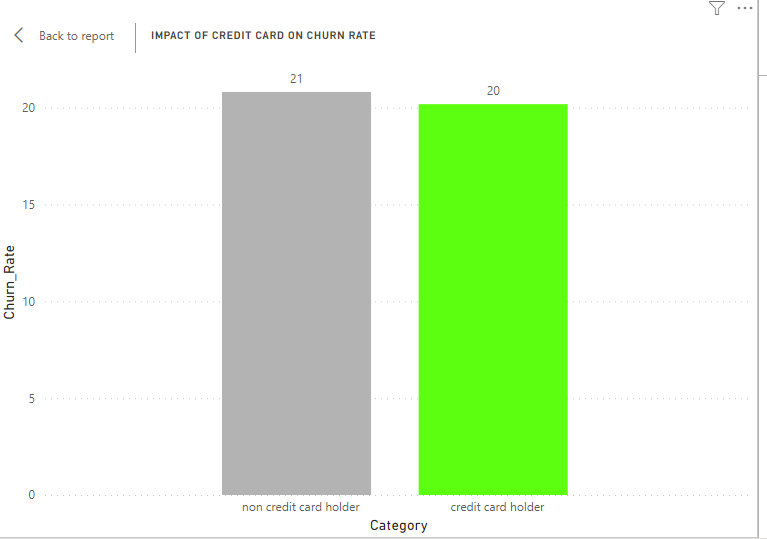 Back to report
IMPACT OF CREDIT CARD ON CHURN RATE
21
20
20
15
10
5
0
Churn_Rate
non credit card holder
credit card holder
Category